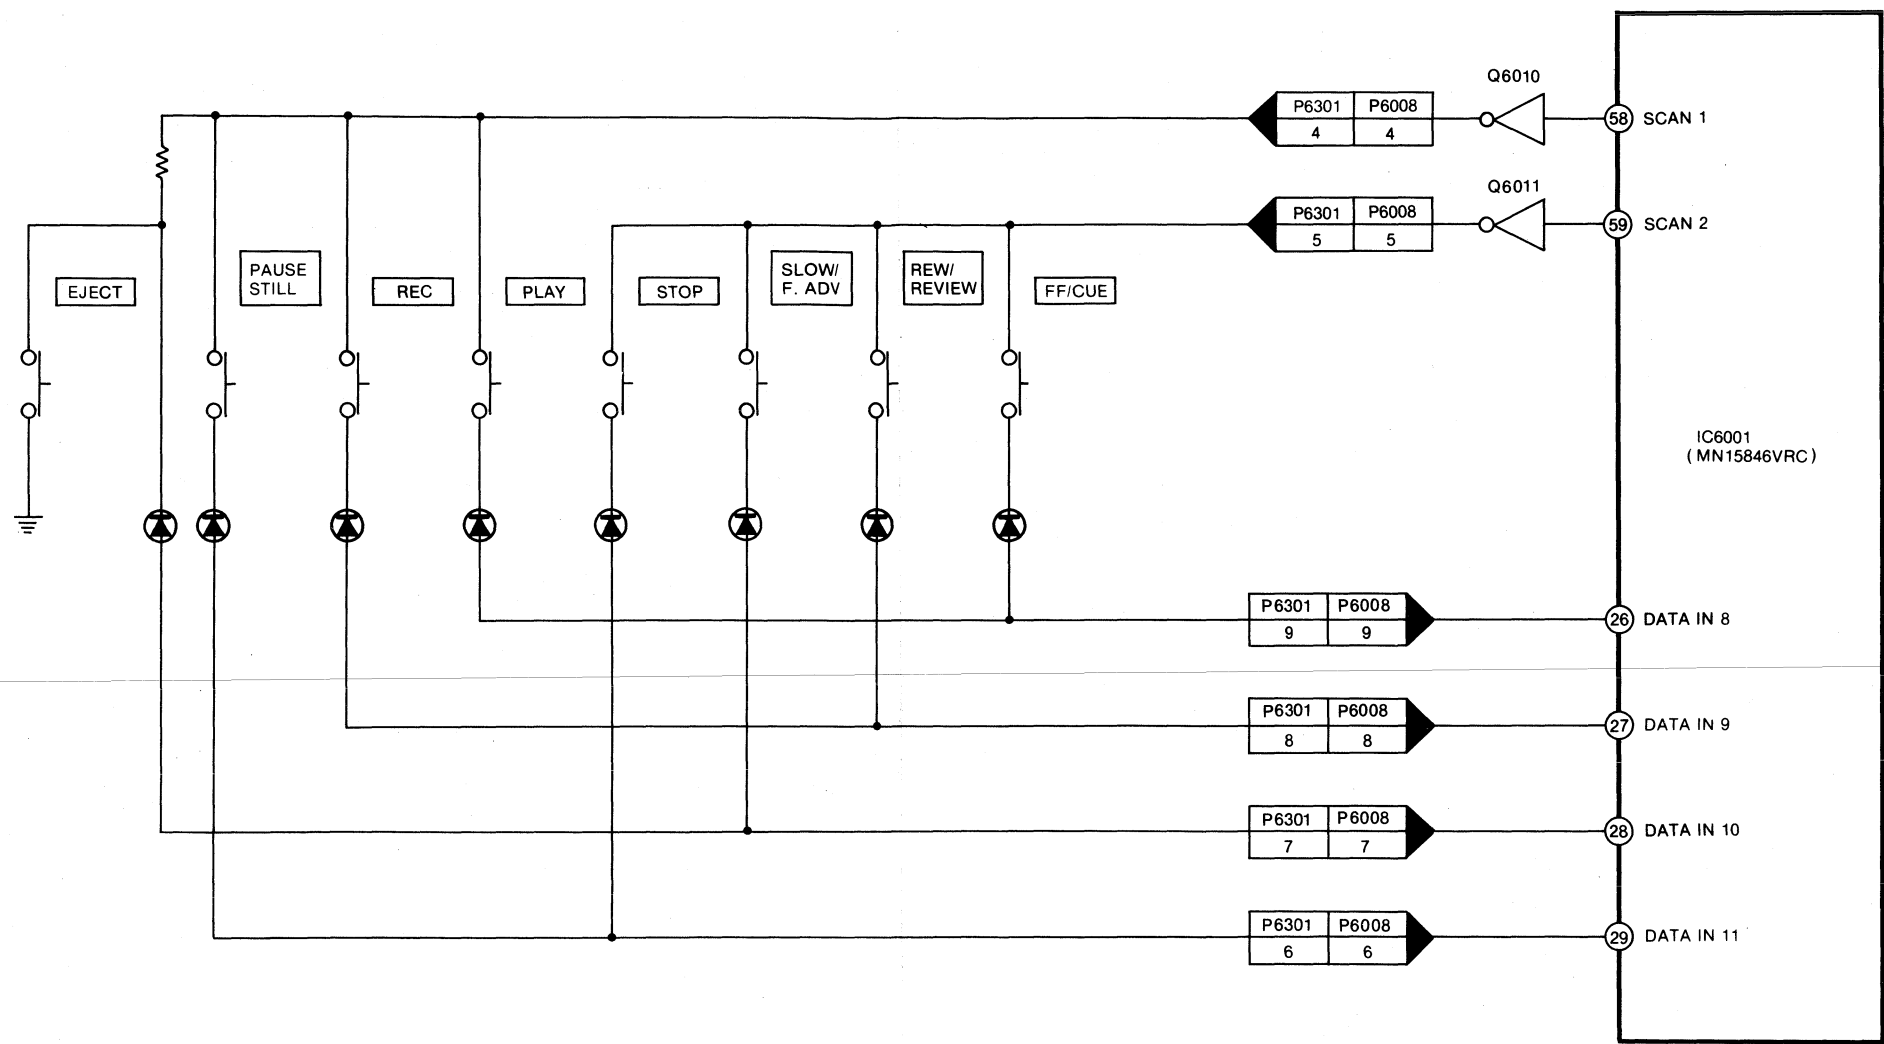 Q6010
P6301 P6008
4 4
58 SCAN 1
Q6011
P6301 P6008
5 5
59 SCAN 2
EJECT
PAUSE
STILL
REC
PLAY
STOP
SLOW/
F. ADV
REW/
REVIEW
FF/CUE
IC6001
(MN15846VRC)
P6301 P6008
9 9
26 DATA IN 8
P6301 P6008
8 8
27 DATA IN 9
P6301 P6008
7 7
28 DATA IN 10
P6301 P6008
6 6
29 DATA IN 11